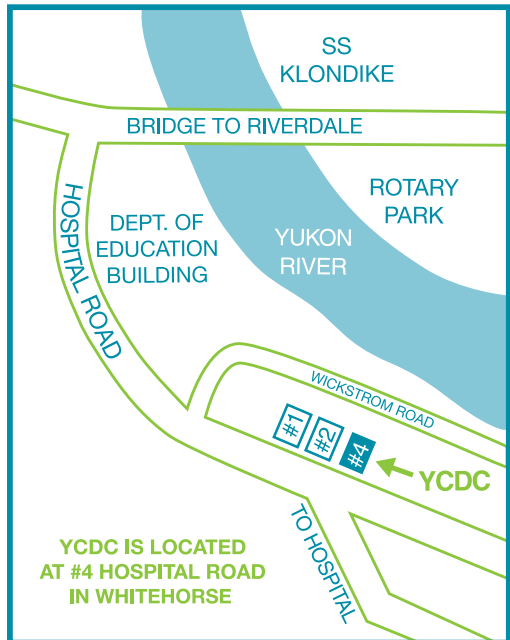 SS
KLONDIKE
BRIDGE TO RIVERDALE
ROTARY
PARK
HOSPITAL ROAD
DEPT. OF
EDUCATION
BUILDING
YUKON
RIVER
WICKSTROM ROAD
#1
#2
#4
YCDC
TO HOSPITAL
YCDC IS LOCATED
AT #4 HOSPITAL ROAD
IN WHITEHORSE